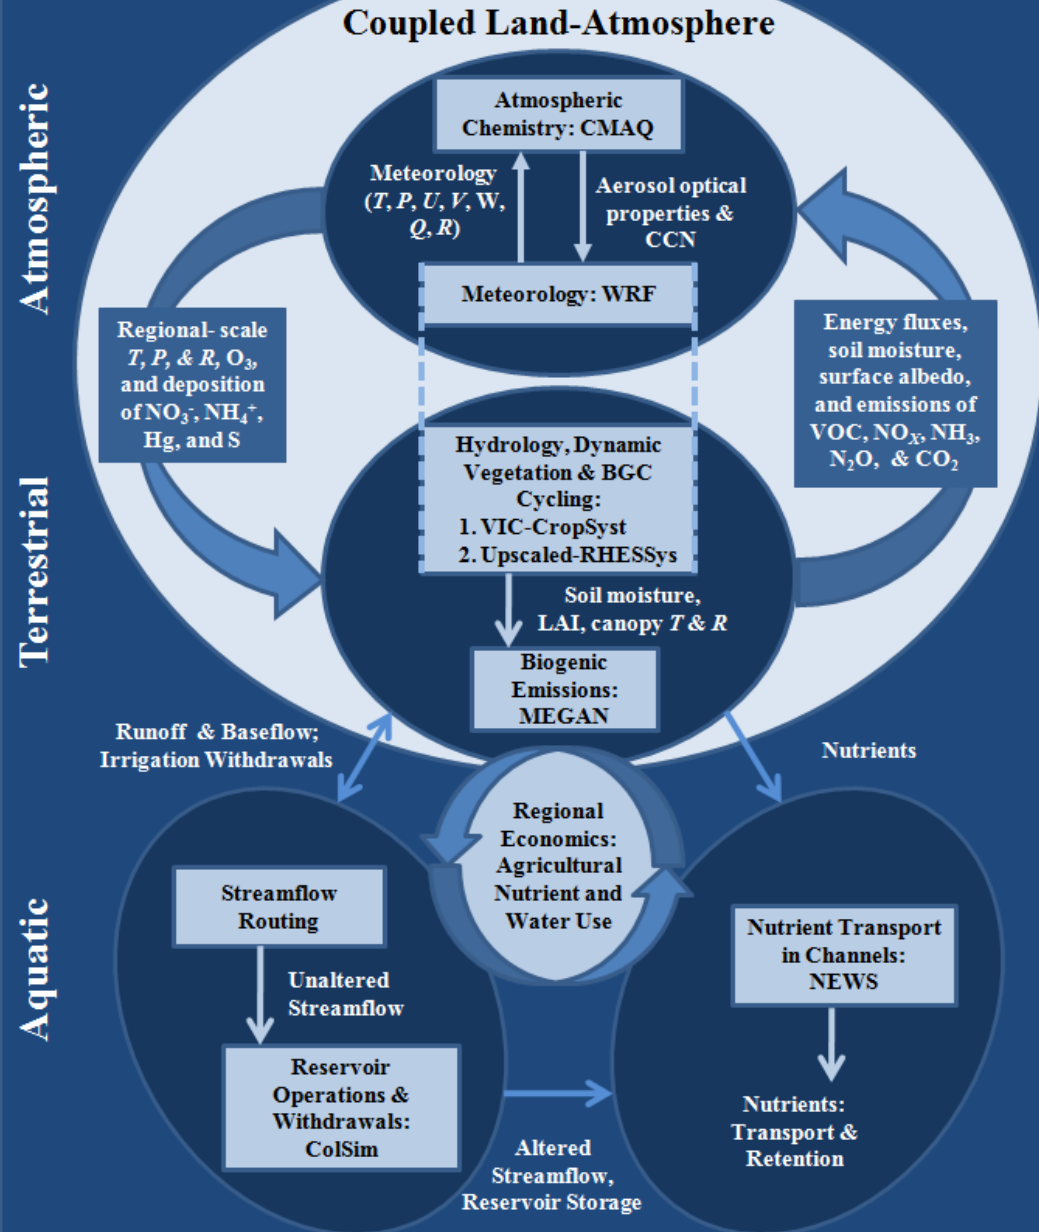 Coupled Land-Atmosphere
Atmospheric
Atmospheric
Chemistry: CMAQ
Meteorology
(T, P, U, V, W,
Q, R)
Aerosol optical
properties &
CCN
Meteorology: WRF
Regional- scale
T, P, & R, O₃,
and deposition
of NO₃⁻, NH₄⁺,
Hg, and S
Energy fluxes,
soil moisture,
surface albedo,
and emissions of
VOC, NOₓ, NH₃,
N₂O, & CO₂
Terrestrial
Hydrology, Dynamic
Vegetation & BGC
Cycling:
1. VIC-CropSyst
2. Upscaled-RHESSys
Soil moisture,
LAI, canopy T & R
Biogenic
Emissions:
MEGAN
Runoff & Baseflow;
Irrigation Withdrawals
Nutrients
Regional
Economics:
Agricultural
Nutrient and
Water Use
Aquatic
Streamflow
Routing
Unaltered
Streamflow
Reservoir
Operations &
Withdrawals:
ColSim
Altered
Streamflow,
Reservoir Storage
Nutrient Transport
in Channels:
NEWS
Nutrients:
Transport &
Retention